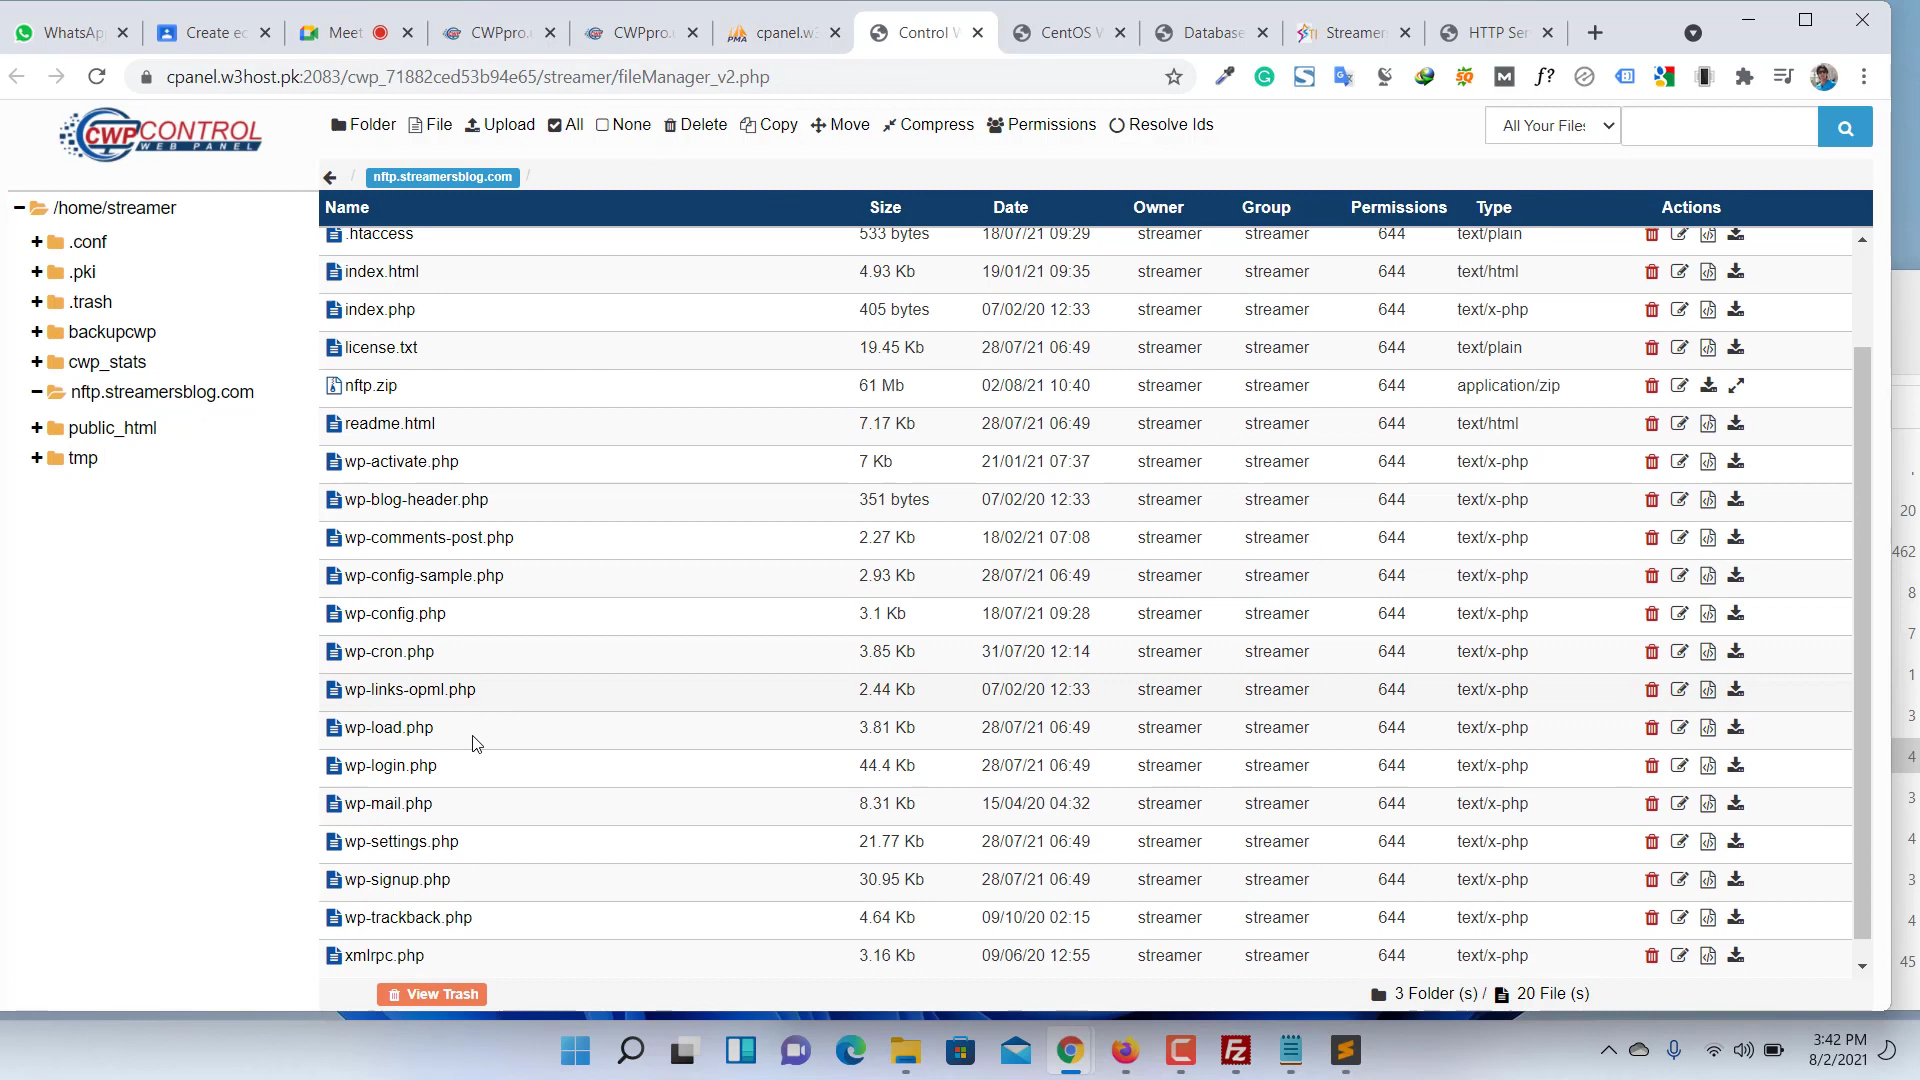 WhatsAp Create ec Meet CWPpro. CWPpro. cpanel.w3 Control W CentOS V Database Streamer HTTP Ser
cpanel.w3host.pk:2083/cwp_71882ced53b94e65/streamer/fileManager_v2.php
CWPCONTROL
WEB PANEL
Folder File Upload All None Delete Copy Move Compress Permissions Resolve Ids All Your Files
/ nftp.streamersblog.com /
Name Size Date Owner Group Permissions Type Actions
/home/streamer
.conf
.pki
.trash
backupcwp
cwp_stats
nftp.streamersblog.com
public_html
tmp
.htaccess 533 bytes 18/07/21 09:29 streamer streamer 644 text/plain
index.html 4.93 Kb 19/01/21 09:35 streamer streamer 644 text/html
index.php 405 bytes 07/02/20 12:33 streamer streamer 644 text/x-php
license.txt 19.45 Kb 28/07/21 06:49 streamer streamer 644 text/plain
nftp.zip 61 Mb 02/08/21 10:40 streamer streamer 644 application/zip
readme.html 7.17 Kb 28/07/21 06:49 streamer streamer 644 text/html
wp-activate.php 7 Kb 21/01/21 07:37 streamer streamer 644 text/x-php
wp-blog-header.php 351 bytes 07/02/20 12:33 streamer streamer 644 text/x-php
wp-comments-post.php 2.27 Kb 18/02/21 07:08 streamer streamer 644 text/x-php
wp-config-sample.php 2.93 Kb 28/07/21 06:49 streamer streamer 644 text/x-php
wp-config.php 3.1 Kb 18/07/21 09:28 streamer streamer 644 text/x-php
wp-cron.php 3.85 Kb 31/07/20 12:14 streamer streamer 644 text/x-php
wp-links-opml.php 2.44 Kb 07/02/20 12:33 streamer streamer 644 text/x-php
wp-load.php 3.81 Kb 28/07/21 06:49 streamer streamer 644 text/x-php
wp-login.php 44.4 Kb 28/07/21 06:49 streamer streamer 644 text/x-php
wp-mail.php 8.31 Kb 15/04/20 04:32 streamer streamer 644 text/x-php
wp-settings.php 21.77 Kb 28/07/21 06:49 streamer streamer 644 text/x-php
wp-signup.php 30.95 Kb 28/07/21 06:49 streamer streamer 644 text/x-php
wp-trackback.php 4.64 Kb 09/10/20 02:15 streamer streamer 644 text/x-php
xmlrpc.php 3.16 Kb 09/06/20 12:55 streamer streamer 644 text/x-php
View Trash 3 Folder (s) / 20 File (s)
20
462
8
7
1
3
4
3
4
3
4
45
3:42 PM
8/2/2021